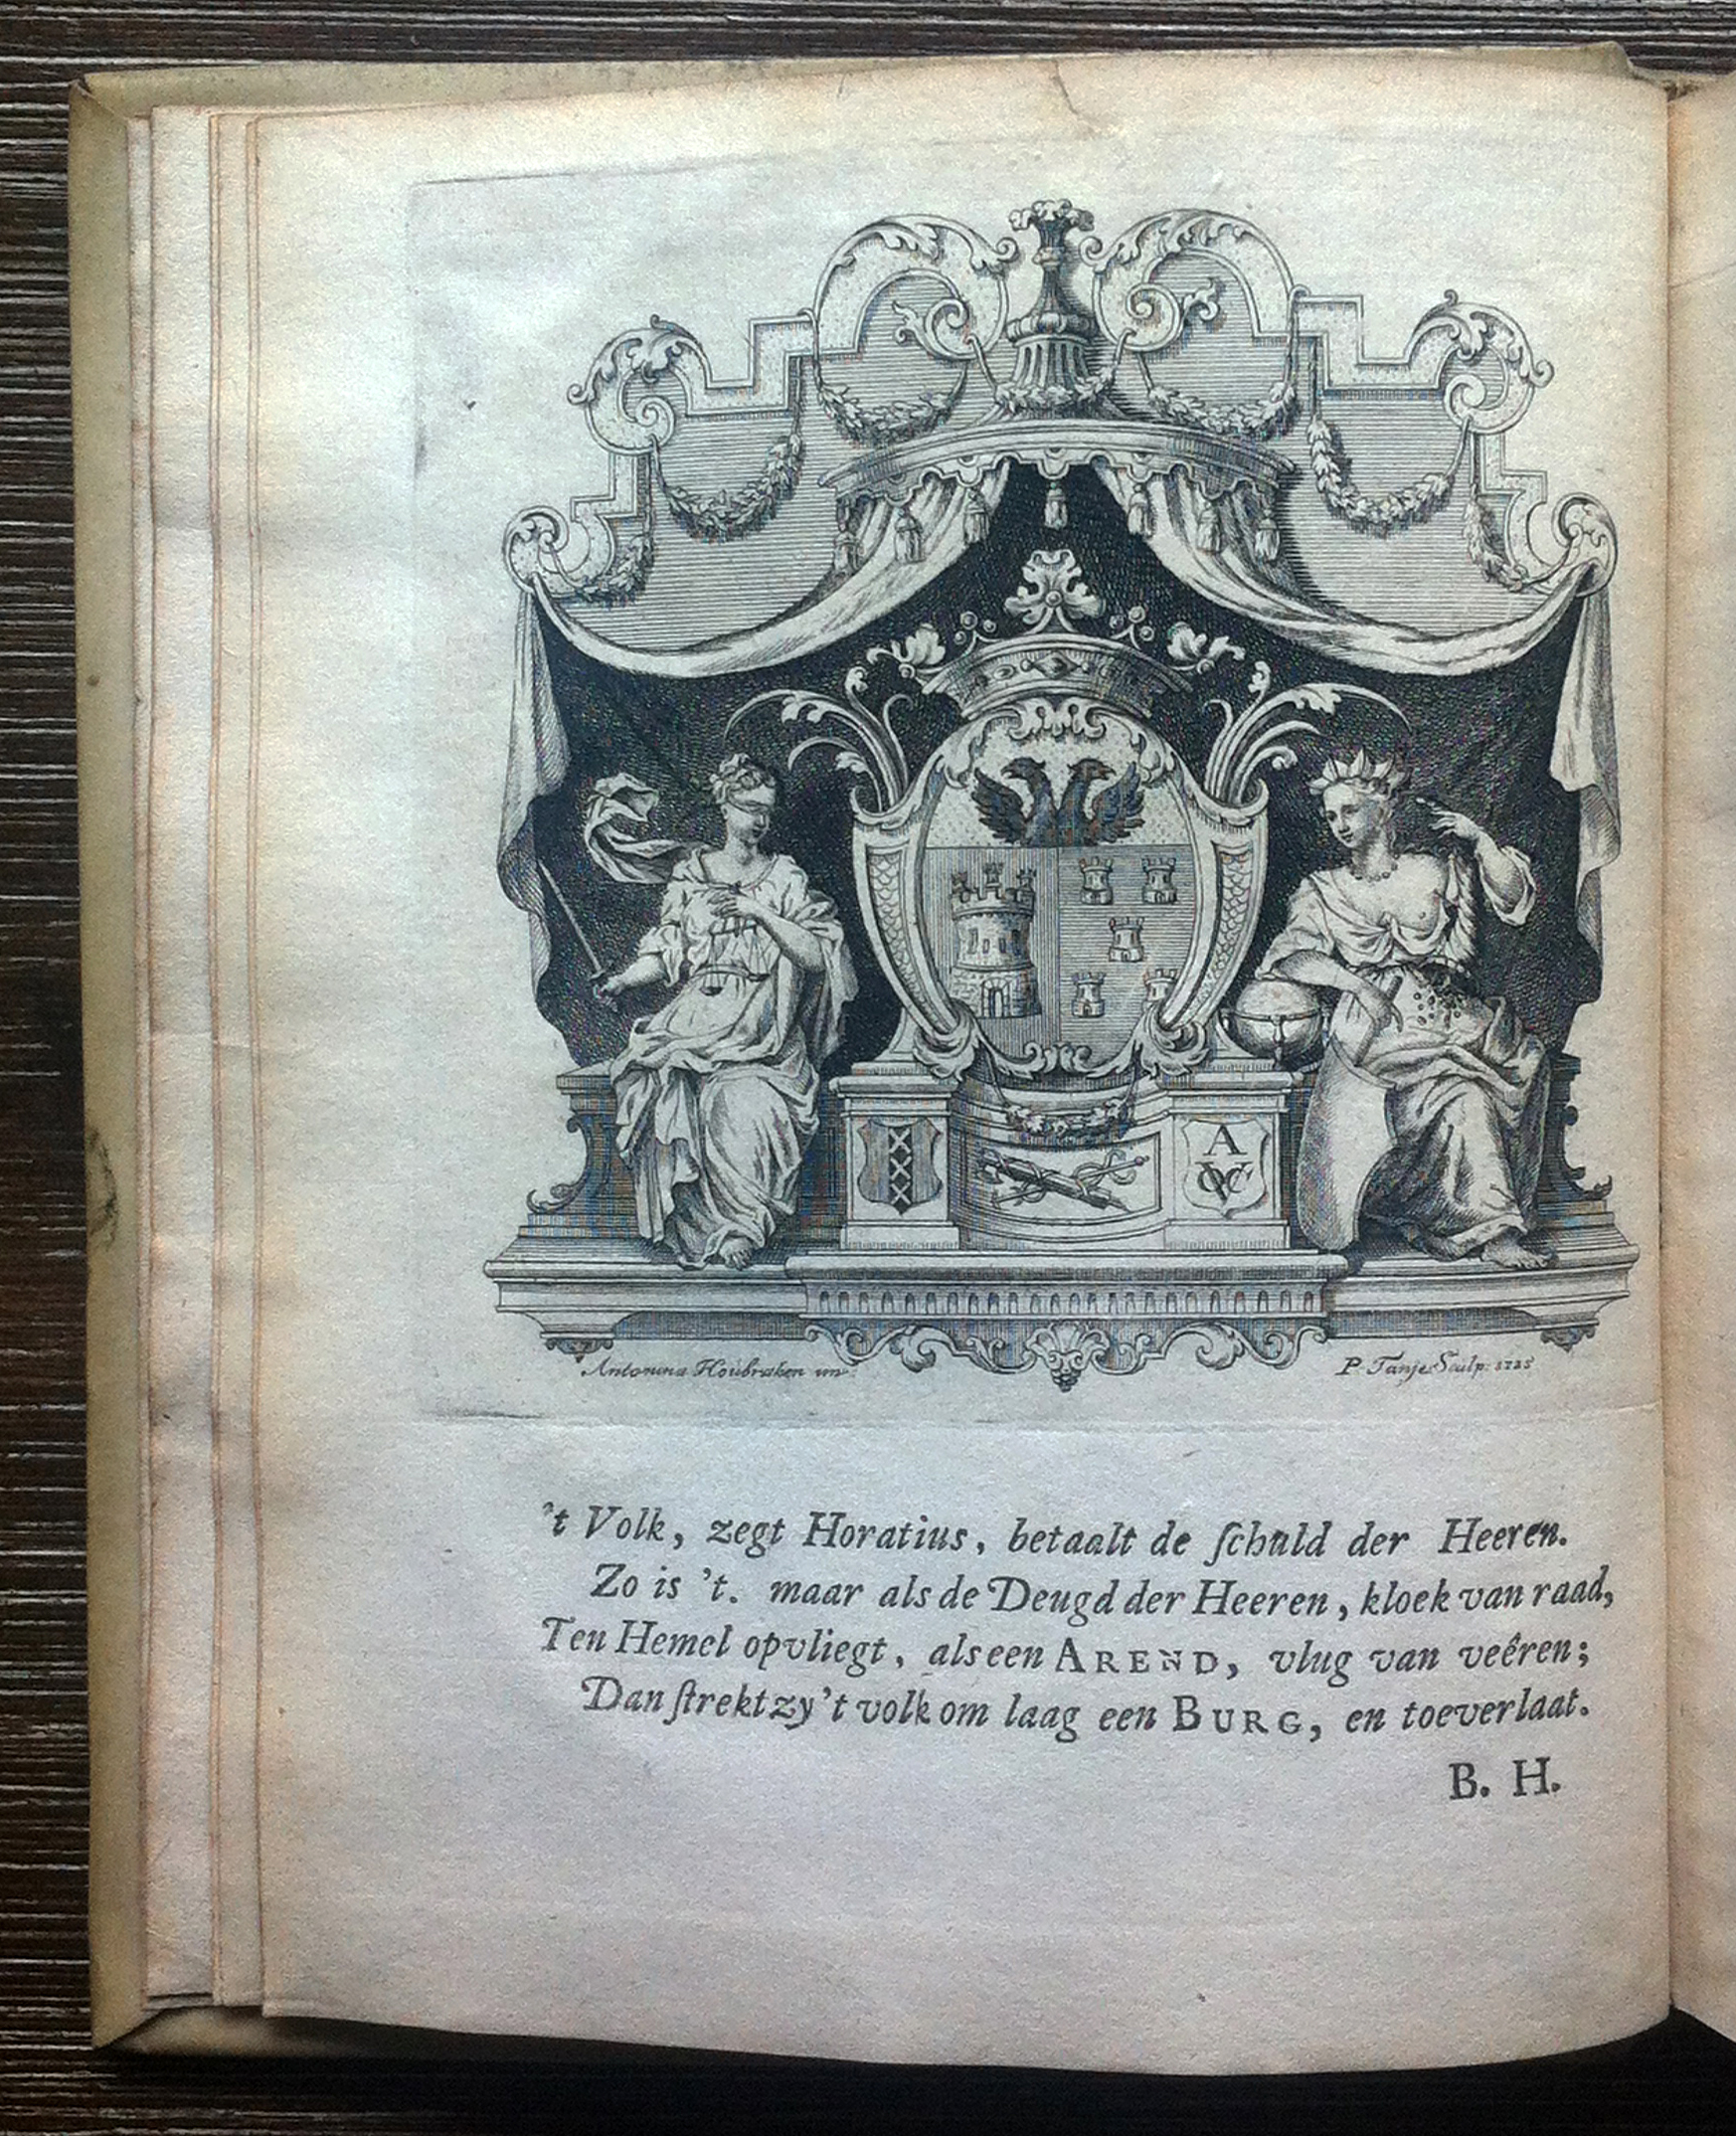 A
VOC
Antonina Houbraken inv:
P. Tanje Sculp: 1725
't Volk, zegt Horatius, betaalt de ſchuld der Heeren.
Zo is 't. maar als de Deugd der Heeren, kloek van raad,
Ten Hemel opvliegt, als een AREND, vlug van veêren;
Dan ſtrekt zy 't volk om laag een BURG, en toeverlaat.
B. H.